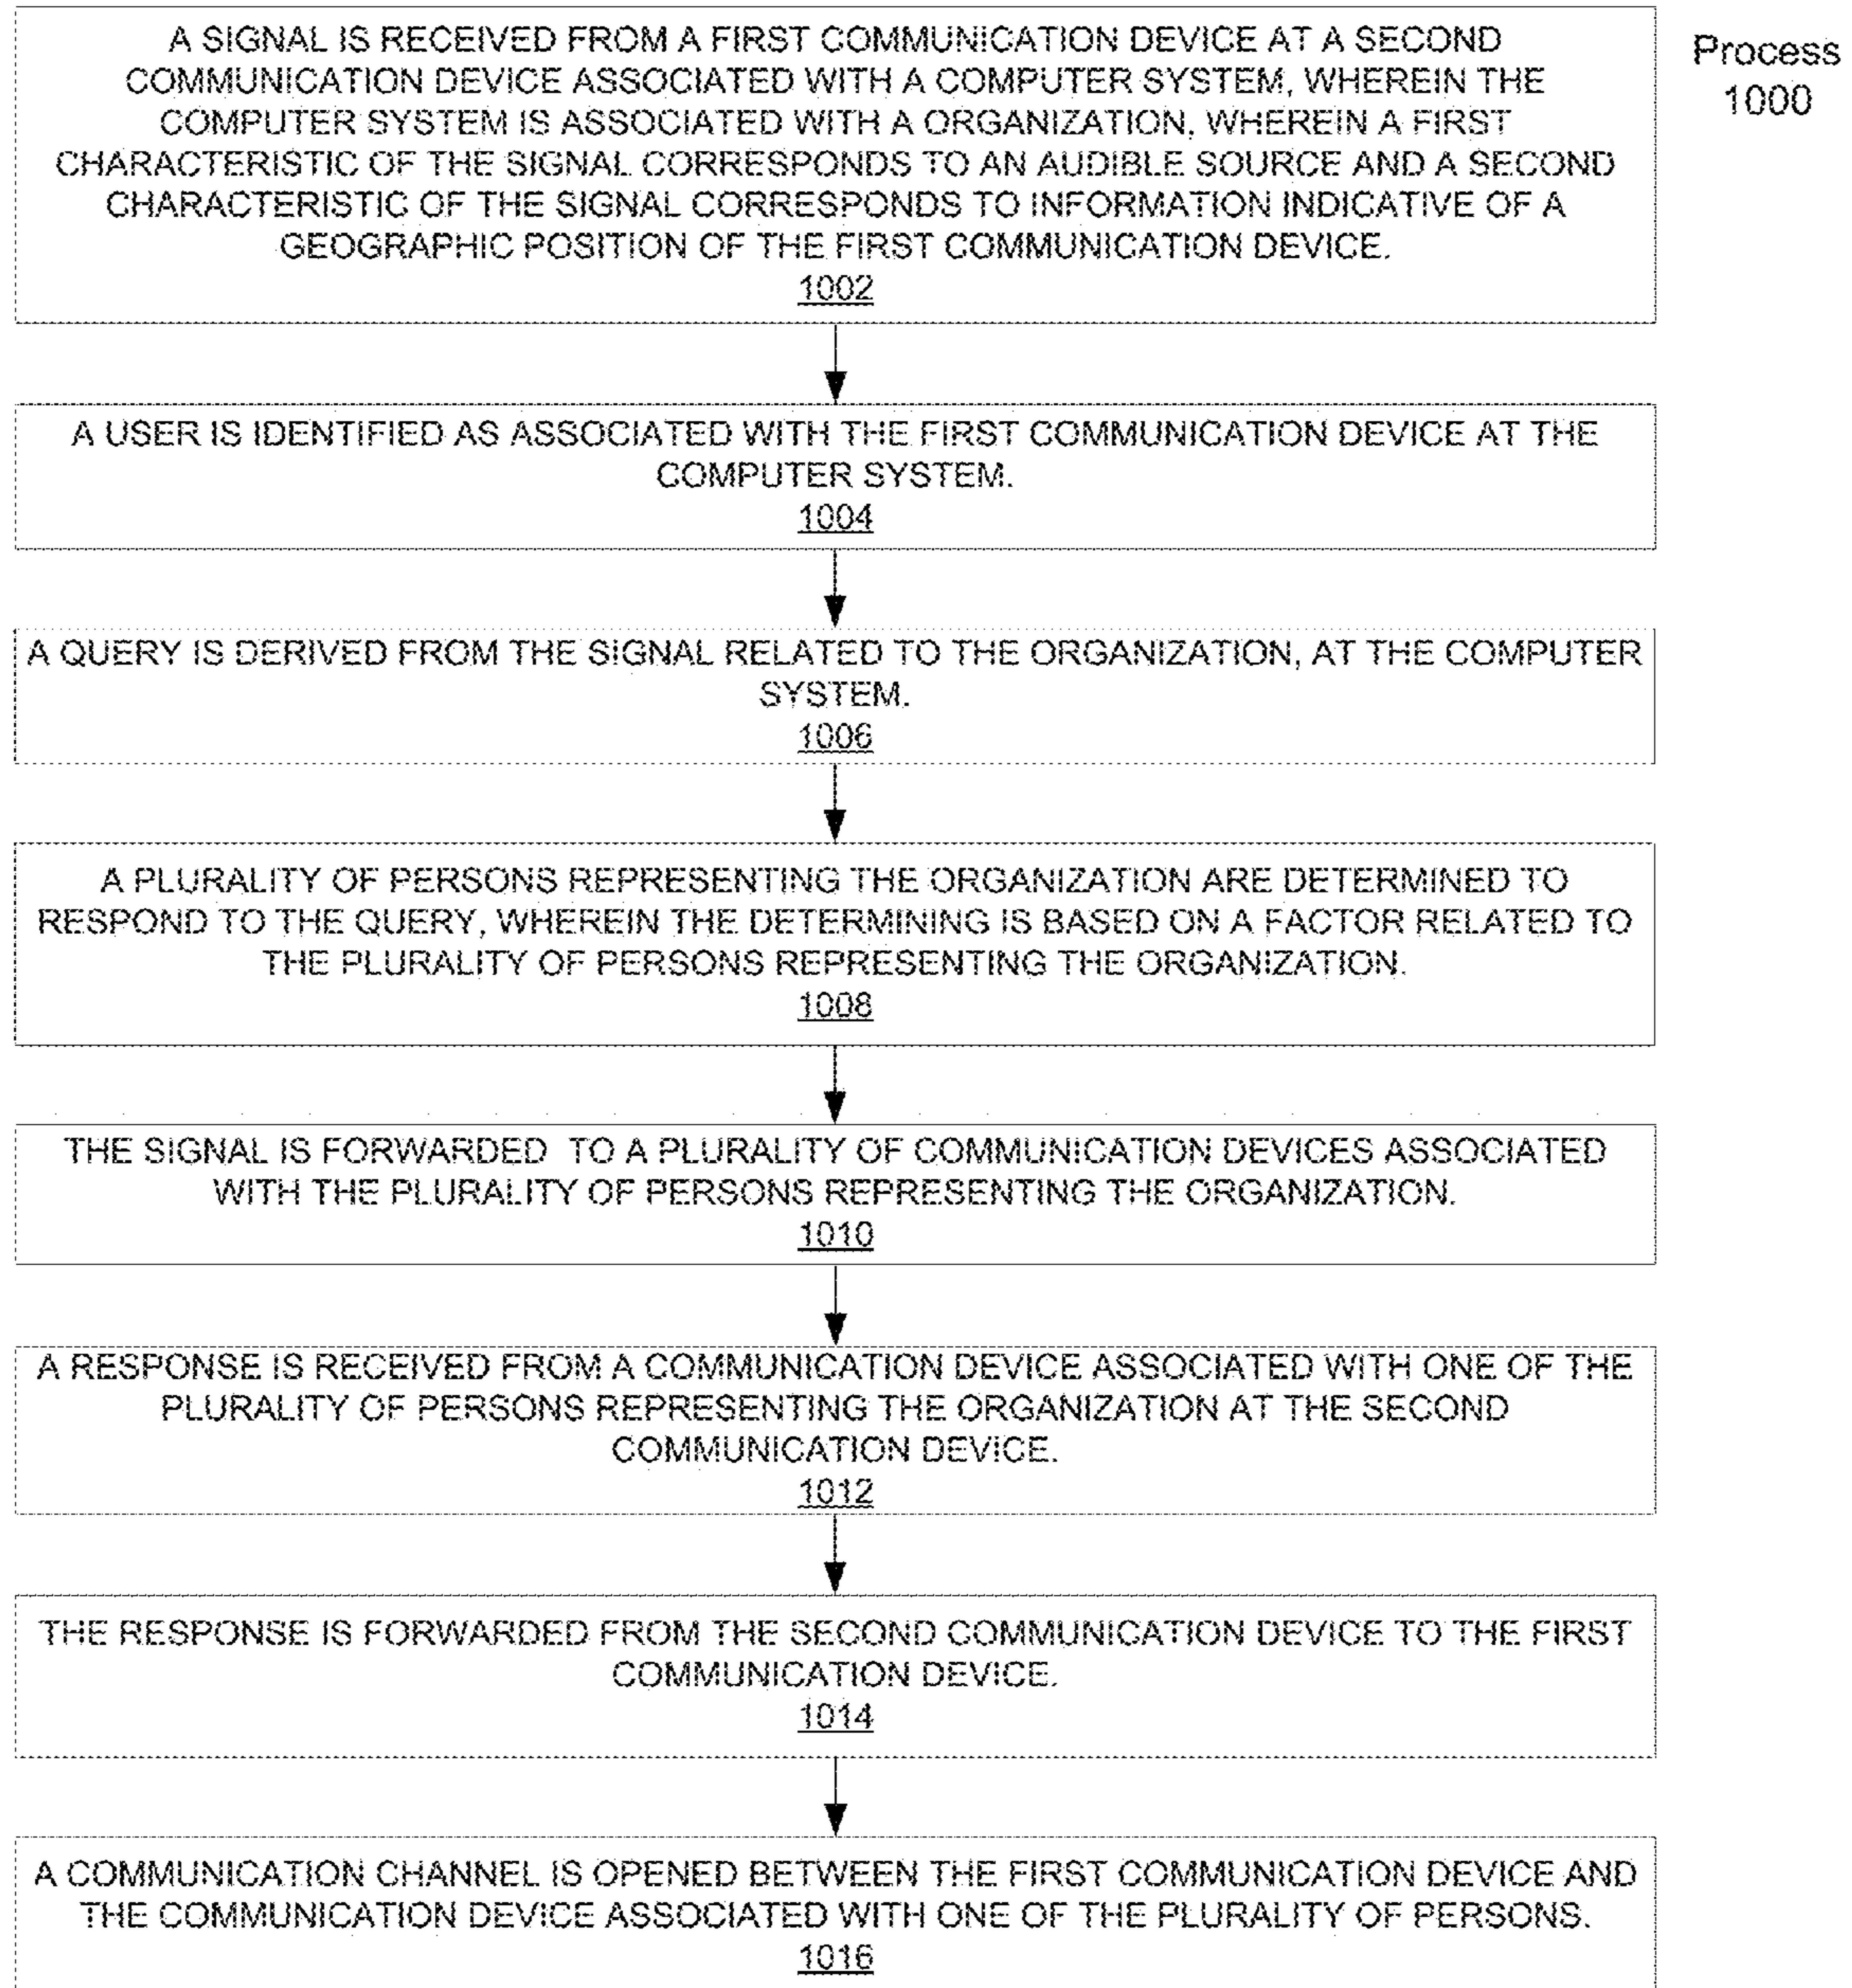 A SIGNAL IS RECEIVED FROM A FIRST COMMUNICATION DEVICE AT A SECOND
COMMUNICATION DEVICE ASSOCIATED WITH A COMPUTER SYSTEM, WHEREIN THE
COMPUTER SYSTEM IS ASSOCIATED WITH A ORGANIZATION, WHEREIN A FIRST
CHARACTERISTIC OF THE SIGNAL CORRESPONDS TO AN AUDIBLE SOURCE AND A SECOND
CHARACTERISTIC OF THE SIGNAL CORRESPONDS TO INFORMATION INDICATIVE OF A
GEOGRAPHIC POSITION OF THE FIRST COMMUNICATION DEVICE.
1002
Process
1000
A USER IS IDENTIFIED AS ASSOCIATED WITH THE FIRST COMMUNICATION DEVICE AT THE
COMPUTER SYSTEM.
1004
A QUERY IS DERIVED FROM THE SIGNAL RELATED TO THE ORGANIZATION, AT THE COMPUTER
SYSTEM.
1006
A PLURALITY OF PERSONS REPRESENTING THE ORGANIZATION ARE DETERMINED TO
RESPOND TO THE QUERY, WHEREIN THE DETERMINING IS BASED ON A FACTOR RELATED TO
THE PLURALITY OF PERSONS REPRESENTING THE ORGANIZATION.
1008
THE SIGNAL IS FORWARDED TO A PLURALITY OF COMMUNICATION DEVICES ASSOCIATED
WITH THE PLURALITY OF PERSONS REPRESENTING THE ORGANIZATION.
1010
A RESPONSE IS RECEIVED FROM A COMMUNICATION DEVICE ASSOCIATED WITH ONE OF THE
PLURALITY OF PERSONS REPRESENTING THE ORGANIZATION AT THE SECOND
COMMUNICATION DEVICE.
1012
THE RESPONSE IS FORWARDED FROM THE SECOND COMMUNICATION DEVICE TO THE FIRST
COMMUNICATION DEVICE.
1014
A COMMUNICATION CHANNEL IS OPENED BETWEEN THE FIRST COMMUNICATION DEVICE AND
THE COMMUNICATION DEVICE ASSOCIATED WITH ONE OF THE PLURALITY OF PERSONS.
1016